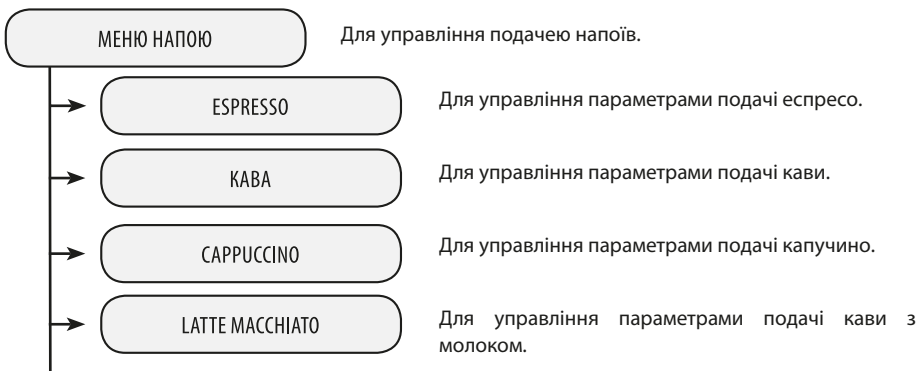 МЕНЮ НАПОЮ
Для управління подачею напоїв.
ESPRESSO
Для управління параметрами подачі еспресо.
КАВА
Для управління параметрами подачі кави.
CAPPUCCINO
Для управління параметрами подачі капучино.
LATTE MACCHIATO
Для управління параметрами подачі кави з
молоком.